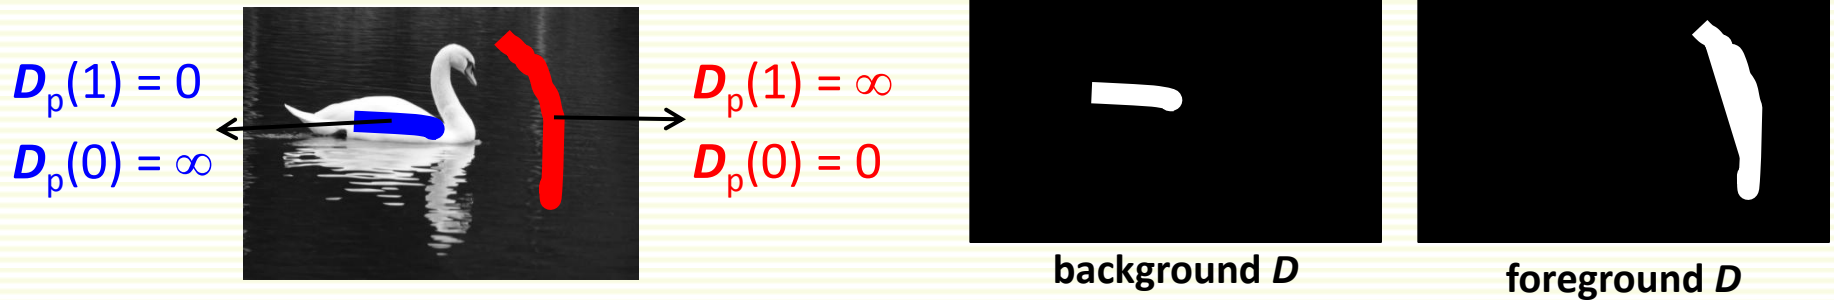 Dp(1) = 0
Dp(0) = ∞
Dp(1) = ∞
Dp(0) = 0
background D
foreground D